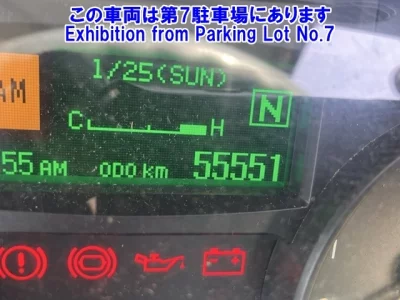 この車両は第7駐車場にあります
Exhibition from Parking Lot No.7
AM 1/25(SUN)
C H N
55 AM ODO km 55551